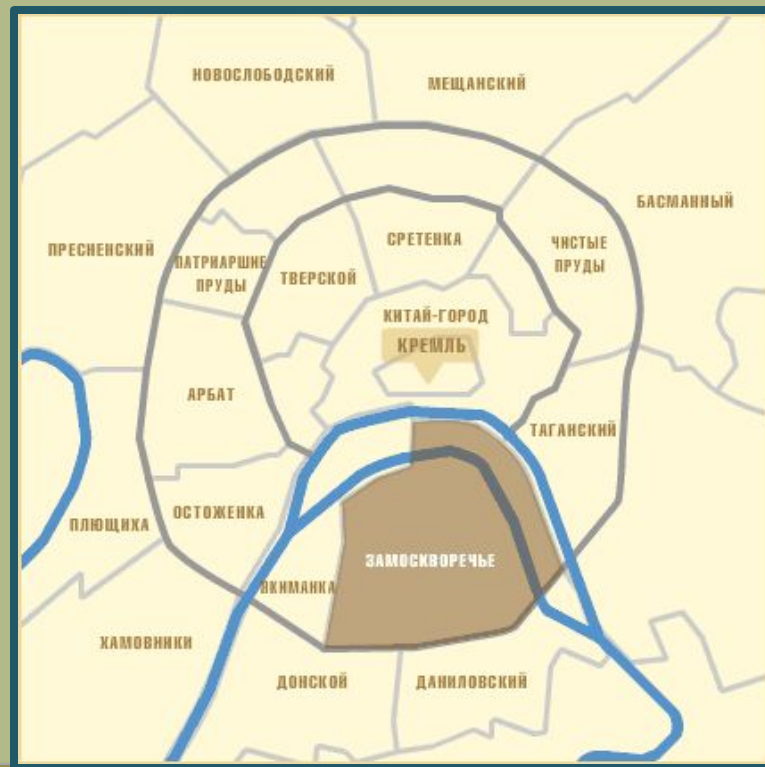 НОВОСЛОБОДСКИЙ
МЕЩАНСКИЙ
БАСМАННЫЙ
ПРЕСНЕНСКИЙ
ПАТРИАРШИЕ
ПРУДЫ
ТВЕРСКОЙ
СРЕТЕНКА
ЧИСТЫЕ
ПРУДЫ
КИТАЙ-ГОРОД
КРЕМЛЬ
АРБАТ
ТАГАНСКИЙ
ПЛЮЩИХА
ОСТОЖЕНКА
ЗАМОСКВОРЕЧЬЕ
ЯКИМАНКА
ХАМОВНИКИ
ДОНСКОЙ
ДАНИЛОВСКИЙ